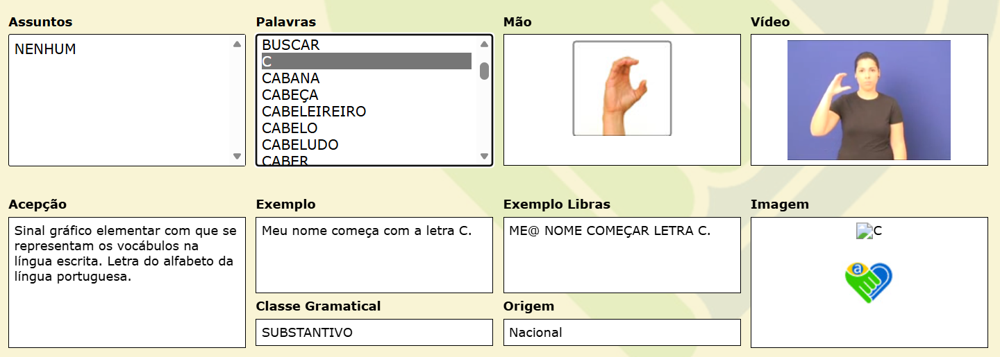 Assuntos
NENHUM
Palavras
BUSCAR
C
CABANA
CABEÇA
CABELEIREIRO
CABELO
CABELUDO
CABER
Mão
Vídeo
Acepção
Sinal gráfico elementar com que se
representam os vocábulos na
língua escrita. Letra do alfabeto da
língua portuguesa.
Exemplo
Meu nome começa com a letra C.
Exemplo Libras
ME@ NOME COMEÇAR LETRA C.
Imagem
C
a
Classe Gramatical
SUBSTANTIVO
Origem
Nacional